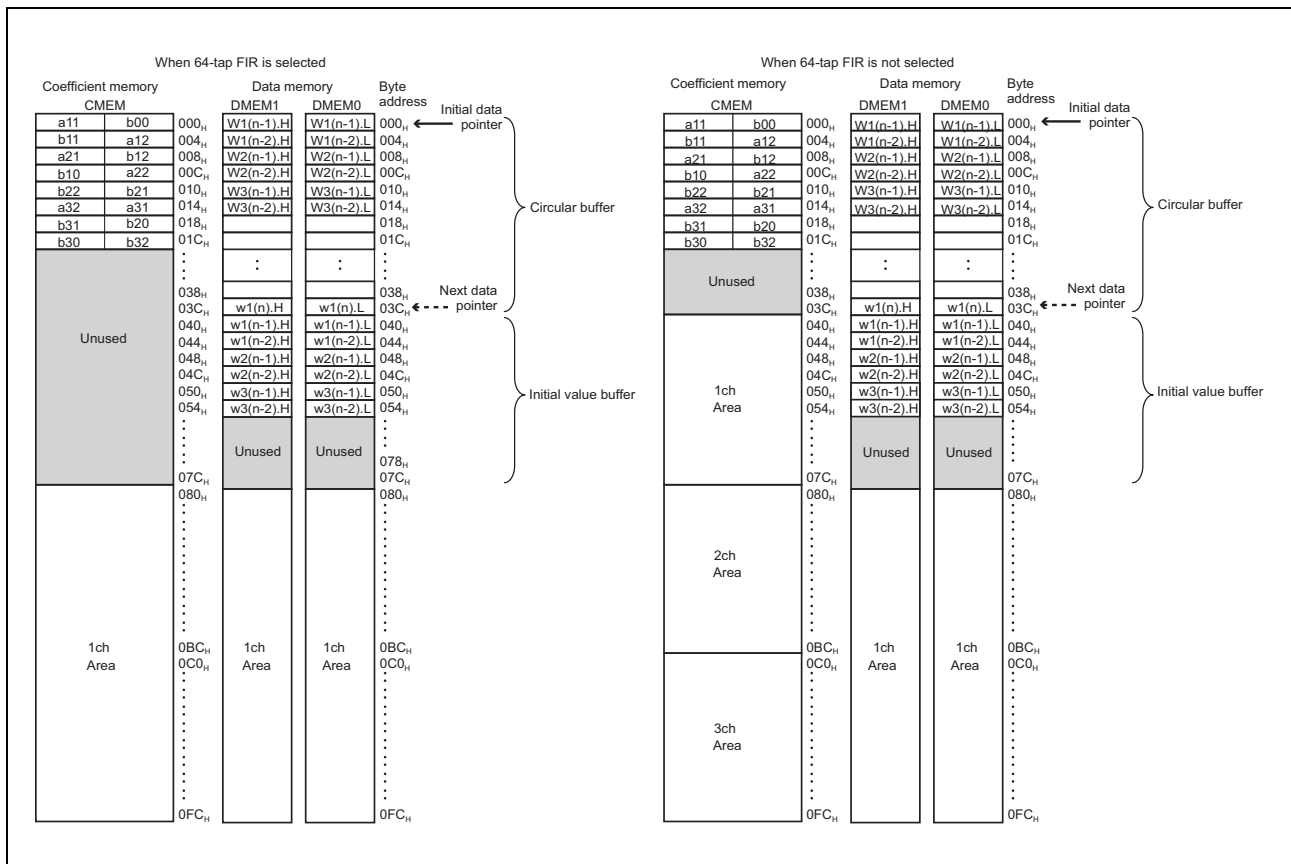 When 64-tap FIR is selected
Coefficient memory Data memory Byte address
CMEM DMEM1 DMEM0
a11 b00 000H W1(n-1).H W1(n-1).L 000H Initial data pointer
b11 a12 004H W1(n-2).H W1(n-2).L 004H
a21 b12 008H W2(n-1).H W2(n-1).L 008H
b10 a22 00CH W2(n-2).H W2(n-2).L 00CH
b22 b21 010H W3(n-1).H W3(n-1).L 010H
a32 a31 014H W3(n-2).H W3(n-2).L 014H
Circular buffer
b31 b20 018H 018H
b30 b32 01CH 01CH
: :
038H 038H
Next data pointer
03CH w1(n).H w1(n).L 03CH
Unused
040H w1(n-1).H w1(n-1).L 040H
044H w1(n-2).H w1(n-2).L 044H
048H w2(n-1).H w2(n-1).L 048H
04CH w2(n-2).H w2(n-2).L 04CH
050H w3(n-1).H w3(n-1).L 050H
Initial value buffer
054H w3(n-2).H w3(n-2).L 054H
Unused Unused
078H
07CH 07CH
080H 080H
1ch Area
1ch Area
1ch Area
0BCH 0BCH
0C0H 0C0H
0FCH 0FCH
When 64-tap FIR is not selected
Coefficient memory Data memory Byte address
CMEM DMEM1 DMEM0
a11 b00 000H W1(n-1).H W1(n-1).L 000H Initial data pointer
b11 a12 004H W1(n-2).H W1(n-2).L 004H
a21 b12 008H W2(n-1).H W2(n-1).L 008H
b10 a22 00CH W2(n-2).H W2(n-2).L 00CH
b22 b21 010H W3(n-1).H W3(n-1).L 010H
a32 a31 014H W3(n-2).H W3(n-2).L 014H
Circular buffer
b31 b20 018H 018H
b30 b32 01CH 01CH
: :
Unused
038H 038H
Next data pointer
03CH w1(n).H w1(n).L 03CH
040H w1(n-1).H w1(n-1).L 040H
044H w1(n-2).H w1(n-2).L 044H
048H w2(n-1).H w2(n-1).L 048H
04CH w2(n-2).H w2(n-2).L 04CH
1ch Area
050H w3(n-1).H w3(n-1).L 050H
Initial value buffer
054H w3(n-2).H w3(n-2).L 054H
Unused Unused
07CH 07CH
080H 080H
2ch Area
1ch Area
1ch Area
0BCH 0BCH
0C0H 0C0H
3ch Area
0FCH 0FCH